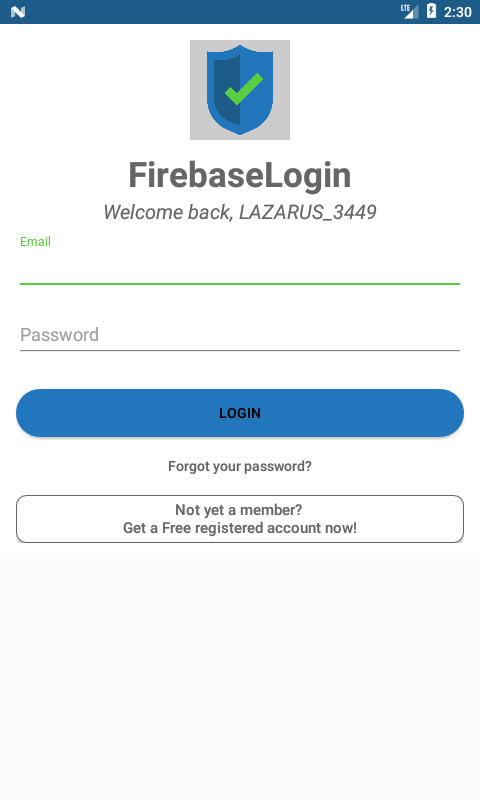 LTE 2:30
FirebaseLogin
Welcome back, LAZARUS_3449
Email
Password
LOGIN
Forgot your password?
Not yet a member?
Get a Free registered account now!